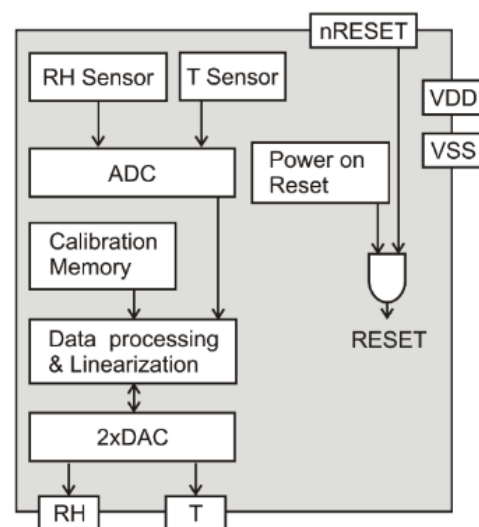 nRESET
RH Sensor
T Sensor
VDD
VSS
ADC
Power on
Reset
Calibration
Memory
Data processing
& Linearization
RESET
2xDAC
RH
T